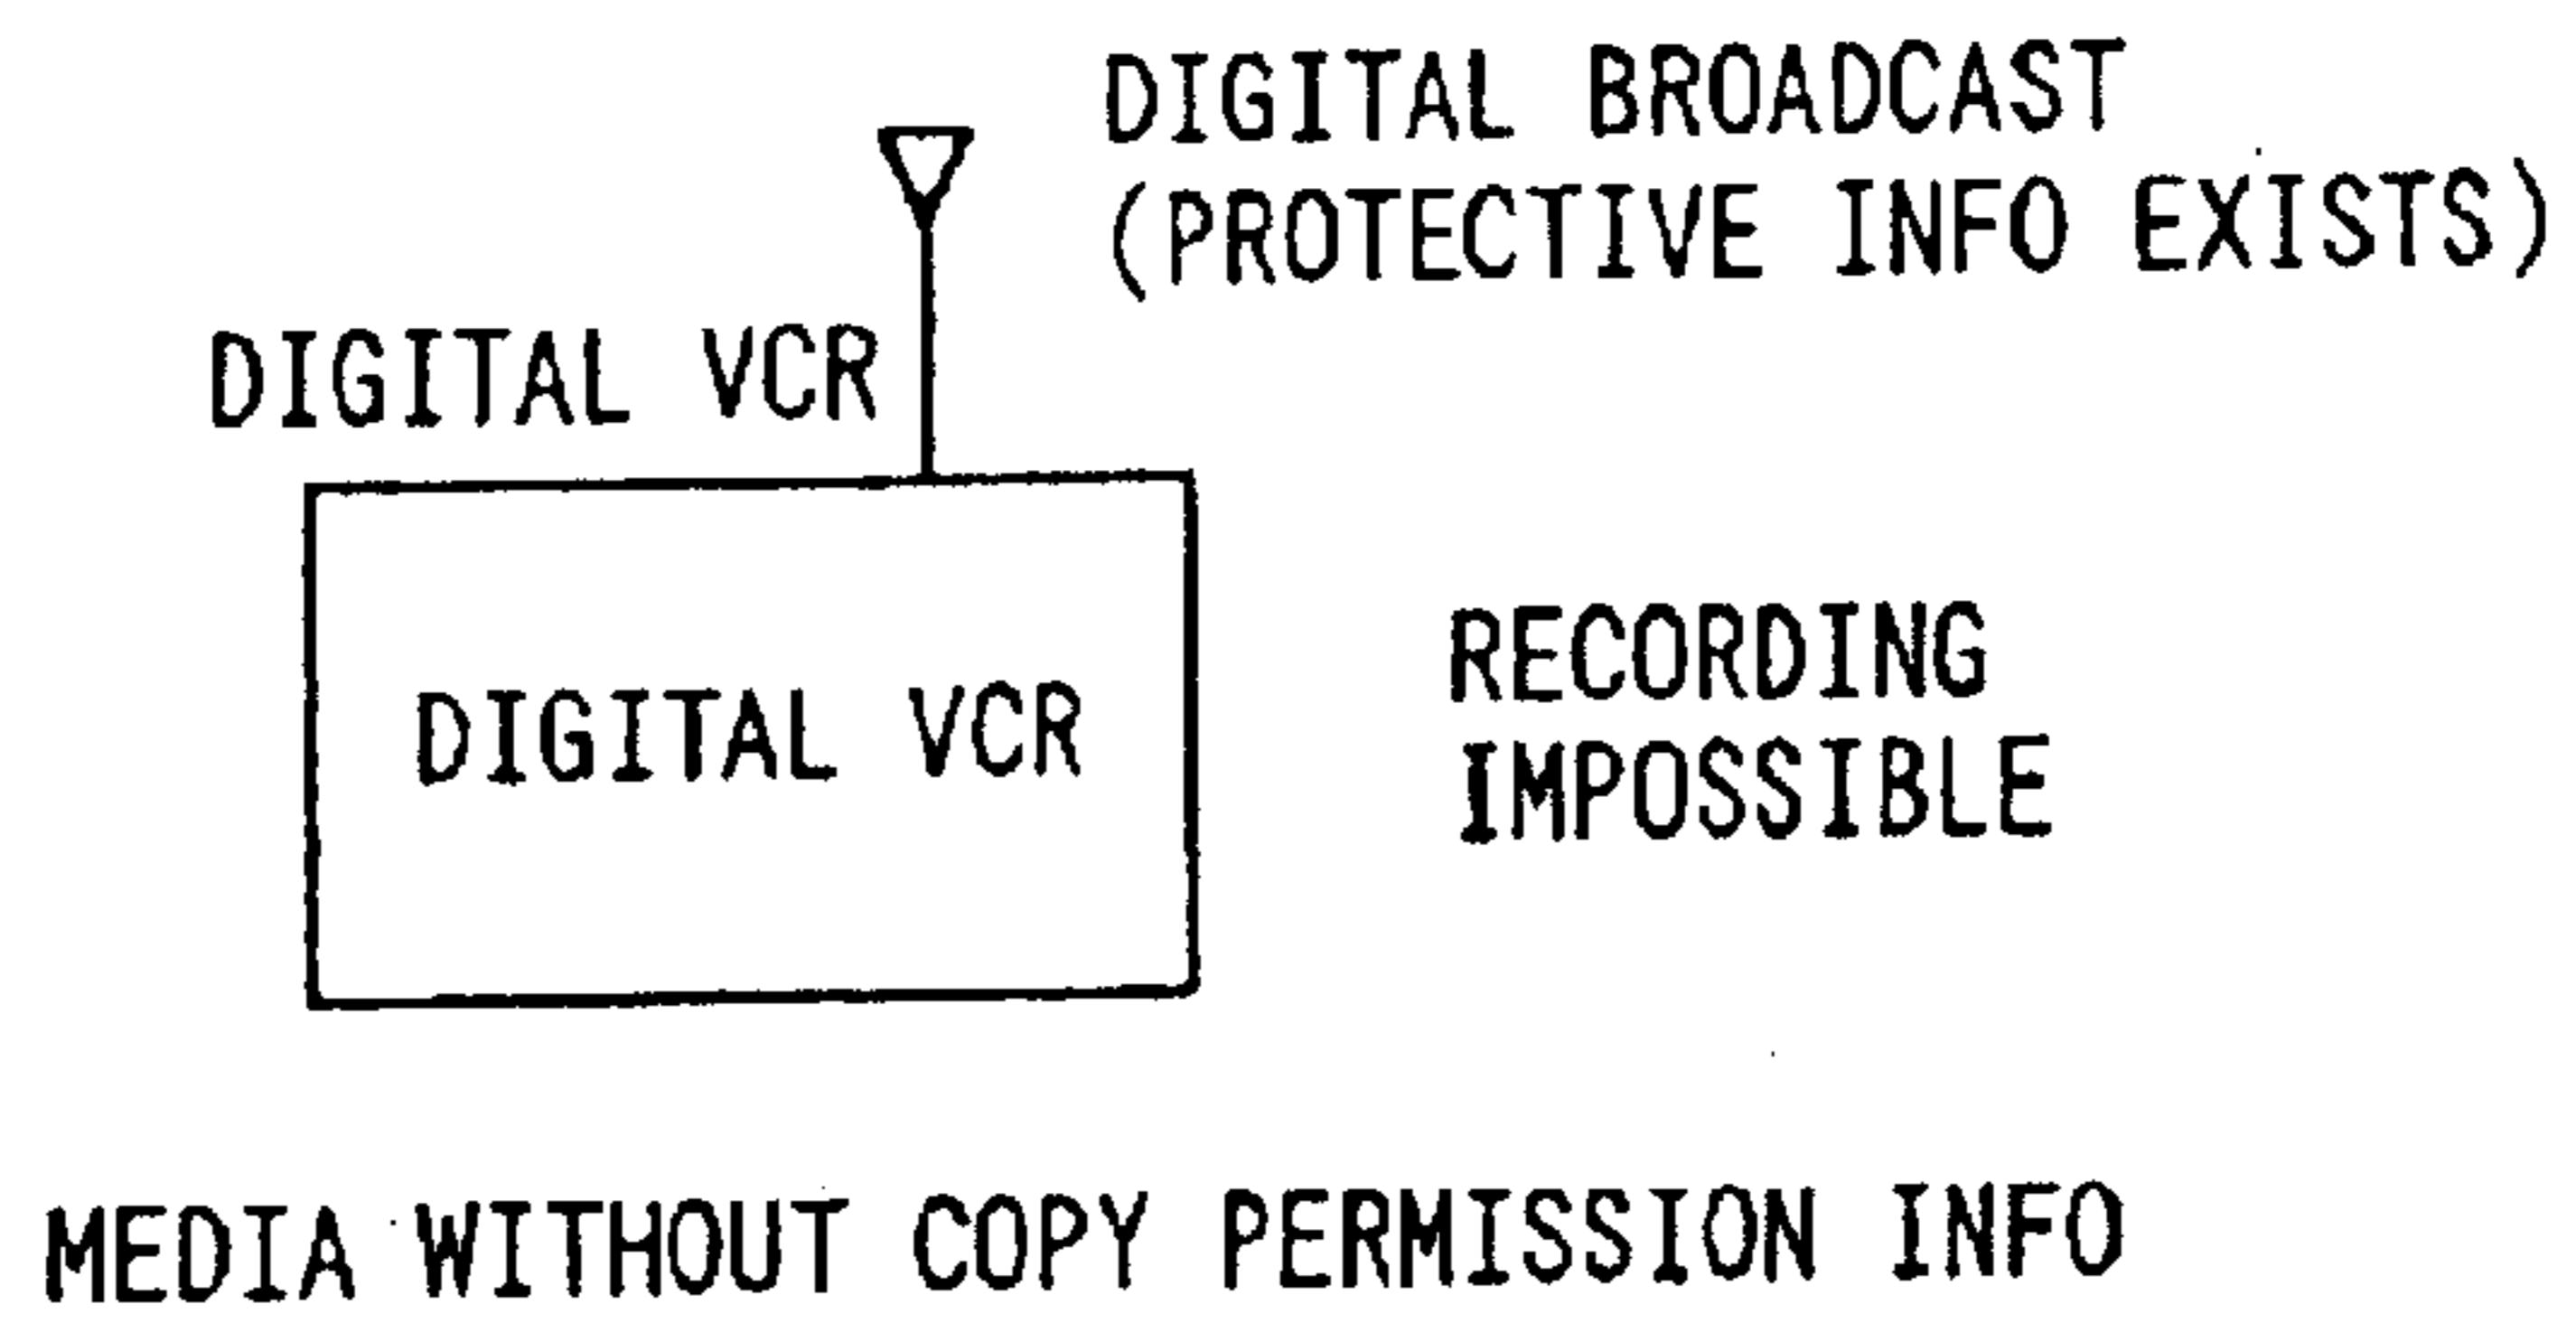 DIGITAL BROADCAST
(PROTECTIVE INFO EXISTS)
DIGITAL VCR
DIGITAL VCR
RECORDING
IMPOSSIBLE
MEDIA WITHOUT COPY PERMISSION INFO